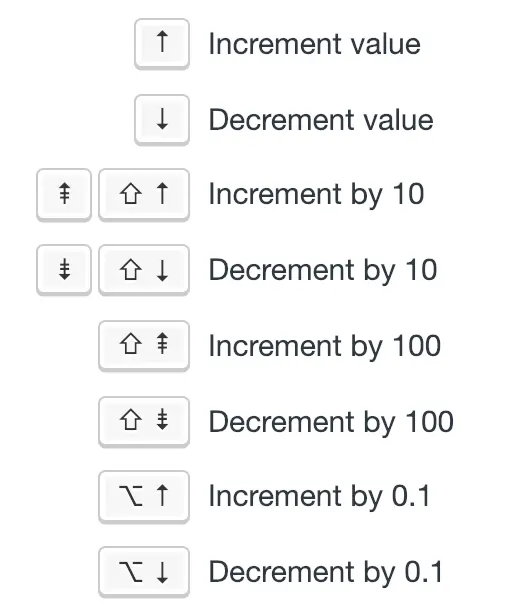 ↑ Increment value
↓ Decrement value
⇞ ⇧ ↑ Increment by 10
⇟ ⇧ ↓ Decrement by 10
⇧ ⇞ Increment by 100
⇧ ⇟ Decrement by 100
⌥ ↑ Increment by 0.1
⌥ ↓ Decrement by 0.1